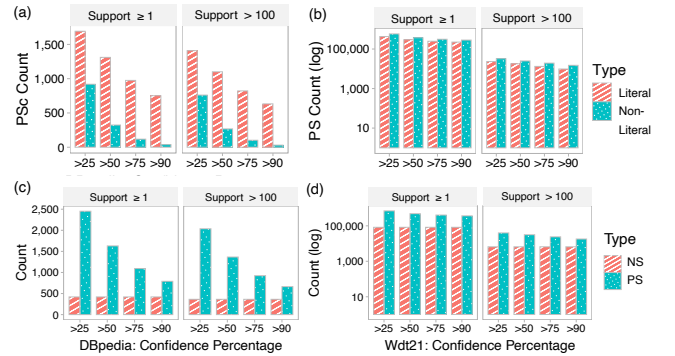 (a)
Support ≥ 1
Support > 100
PSc Count
1,500
1,000
500
0
>25 >50 >75 >90
>25 >50 >75 >90
(b)
Support ≥ 1
Support > 100
PS Count (log)
100,000
1,000
10
>25 >50 >75 >90
>25 >50 >75 >90
Type
Literal
Non-
Literal
(c)
Support ≥ 1
Support > 100
Count
2,500
2,000
1,500
1,000
500
0
>25 >50 >75 >90
>25 >50 >75 >90
DBpedia: Confidence Percentage
(d)
Support ≥ 1
Support > 100
Count (log)
100,000
1,000
10
>25 >50 >75 >90
>25 >50 >75 >90
Wdt21: Confidence Percentage
Type
NS
PS